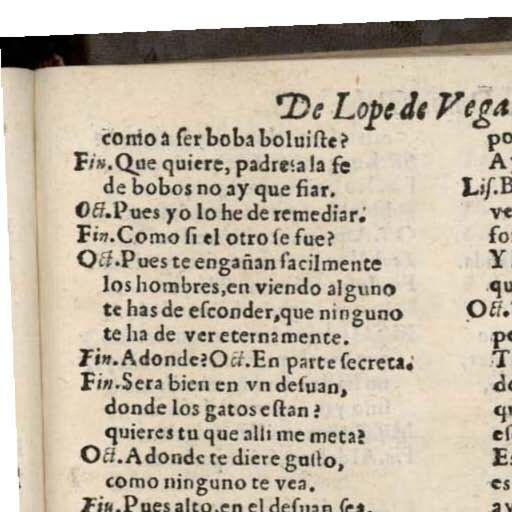 De Lope de Vega
como a ser boba boluiste?
Fin. Que quiere, padre? a la fe
de bobos no ay que fiar.
Oct. Pues yo lo he de remediar.
Fin. Como si el otro se fue?
Oct. Pues te engañan facilmente
los hombres, en viendo alguno
te has de esconder, que ninguno
te ha de ver eternamente.
Fin. Adonde? Oct. En parte secreta.
Fin. Sera bien en vn desuan,
donde los gatos estan?
quieres tu que alli me meta?
Oct. Adonde te diere gusto,
como ninguno te vea.
Fin. Pues alto, en el desuan sea,
po
A
Lis. B
ve
fo
Y
qu
Oct.
pe
T
de
qu
es
E
es
ay